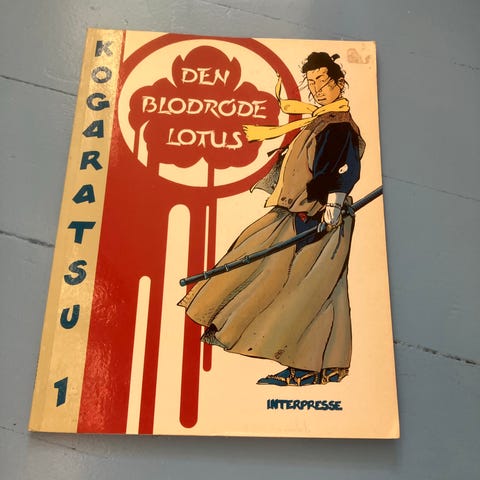 KOGARATSU 1
DEN
BLODRØDE
LOTUS
INTERPRESSE